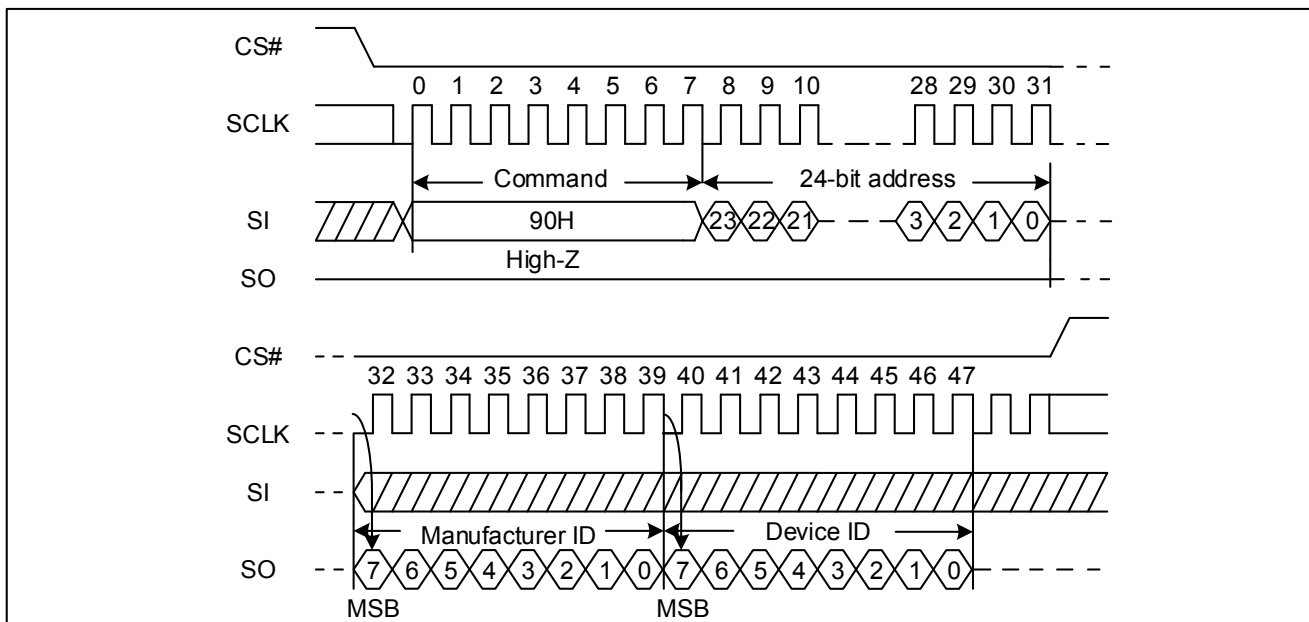 CS#
0 1 2 3 4 5 6 7 8 9 10 28 29 30 31
SCLK
Command 24-bit address
SI 90H 23 22 21 3 2 1 0
High-Z
SO
CS#
32 33 34 35 36 37 38 39 40 41 42 43 44 45 46 47
SCLK
SI
Manufacturer ID Device ID
SO 7 6 5 4 3 2 1 0 7 6 5 4 3 2 1 0
MSB MSB